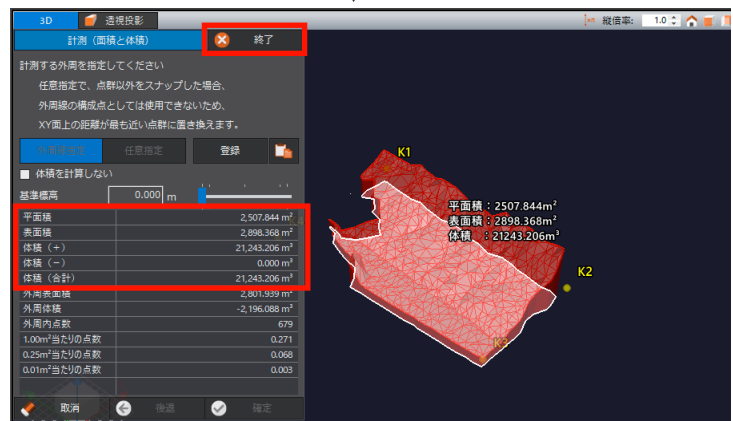 3D 透視投影
縦倍率: 1.0
計測（面積と体積） 終了
計測する外周を指定してください
任意指定で、点群以外をスナップした場合、
外周線の構成点としては使用できないため、
XY面上の距離が最も近い点群に置き換えます。
任意指定 登録
体積を計算しない
基準標高 0.000 m
平面積 2,507.844 m²
表面積 2,898.368 m²
体積（+） 21,243.206 m³
体積（-） 0.000 m³
体積（合計） 21,243.206 m³
外周表面積 2,801.939 m²
外周体積 -2,196.088 m³
外周内点数 679
1.00m²当たりの点数 0.271
0.25m²当たりの点数 0.068
0.01m²当たりの点数 0.003
取消 後退 確定
K1
平面積：2507.844m²
表面積：2898.368m²
体積　：21243.206m³
K2
K3